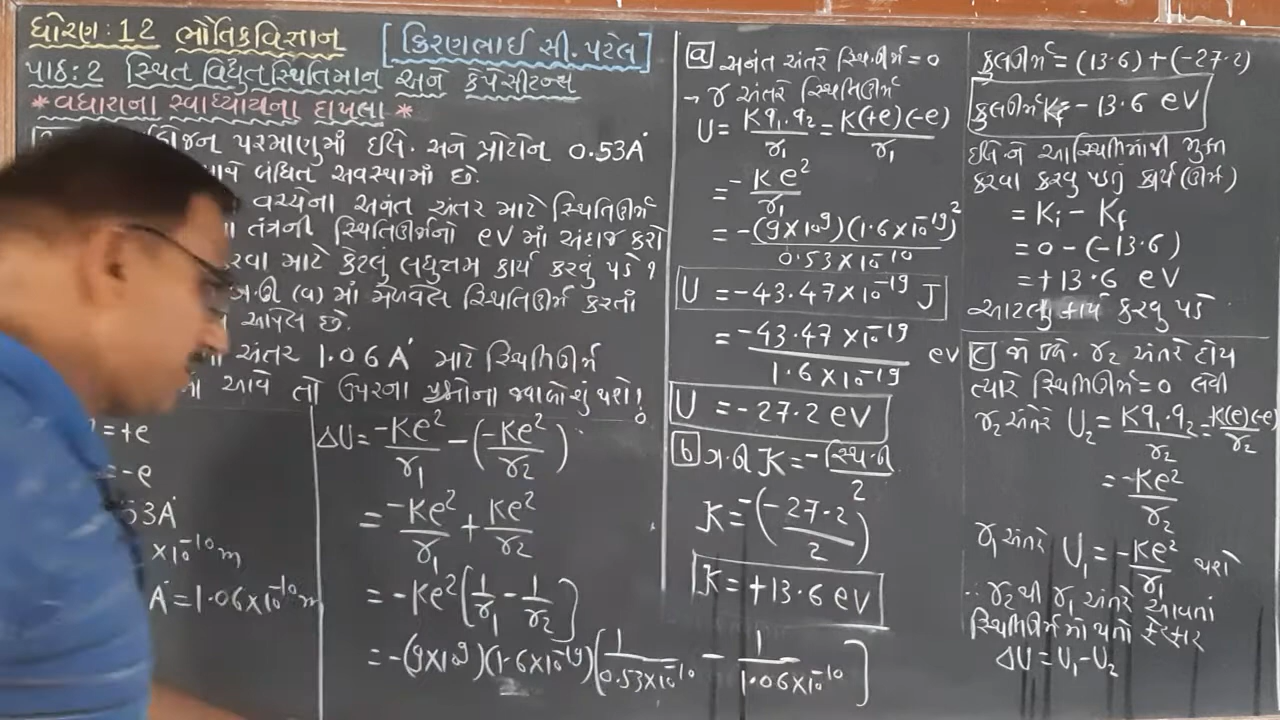 ધોરણ:12 ભૌતિકવિજ્ઞાન [કિરણભાઈ સી. પટેલ]
પાઠ:2 સ્થિત વિદ્યુતસ્થિતિમાન અને કેપેસીટન્સ
* વધારાના સ્વાધ્યાયના દાખલા *
પરમાણુમાં ઈલે. અને પ્રોટોન 0.53Å
બંધિત અવસ્થામાં છે.
વચ્ચેના અનંત અંતર માટે સ્થિતિઊર્જા
તંત્રની સ્થિતિઊર્જાનો eV માં અંદાજ કરો
કરવા માટે કેટલું લઘુત્તમ કાર્ય કરવું પડે ?
ગ.ઊ (a) માં મેળવેલ સ્થિતિઊર્જા કરતાં
આપેલ છે.
અંતર 1.06Å માટે સ્થિતિઊર્જા
આવે તો ઉપરના પ્રશ્નોના જવાબો શું થશે!
=+e
=-e
53Å
×10⁻¹⁰m
Å=1.06×10⁻¹⁰m
ΔU=-Ke²/r₁-(-Ke²/r₂)
=-Ke²/r₁+Ke²/r₂
=-Ke²[1/r₁-1/r₂]
=-(9×10⁹)(1.6×10⁻¹⁹)[1/0.53×10⁻¹⁰-1/1.06×10⁻¹⁰]
[a] અનંત અંતરે સ્થિ.ઊર્જા=0
→r અંતરે સ્થિતિઊર્જા
U=Kq₁.q₂/r₁=K(+e)(-e)/r₁
=-Ke²/r₁
=-(9×10⁹)(1.6×10⁻¹⁹)²/0.53×10⁻¹⁰
U=-43.47×10⁻¹⁹ J
=-43.47×10⁻¹⁹/1.6×10⁻¹⁹ eV
U=-27.2 eV
[b] ગ.ઊ K=-(સ્થિ.ઊ)/2
K=-(-27.2/2)
K=+13.6 eV
કુલઊર્જા=(13.6)+(-27.2)
કુલઊર્જા Kf=-13.6 eV
ઈલે.ને આ સ્થિતિમાંથી મુક્ત
કરવા કરવુ પડતું કાર્ય(ઊર્જા)
=Ki-Kf
=0-(-13.6)
=+13.6 eV
આટલું કાર્ય કરવુ પડે
[c] જો ઈલે. r₂ અંતરે હોય
ત્યારે સ્થિતિઊર્જા=0 લેવી
r₂ અંતરે U₂=Kq₁.q₂/r₂=K(e)(-e)/r₂
=-Ke²/r₂
r₁ અંતરે U₁=-Ke²/r₁ થશે
∴ r₂થી r₁ અંતરે આવતાં
સ્થિતિઊર્જામાં થતો ફેરફાર
ΔU=U₁-U₂